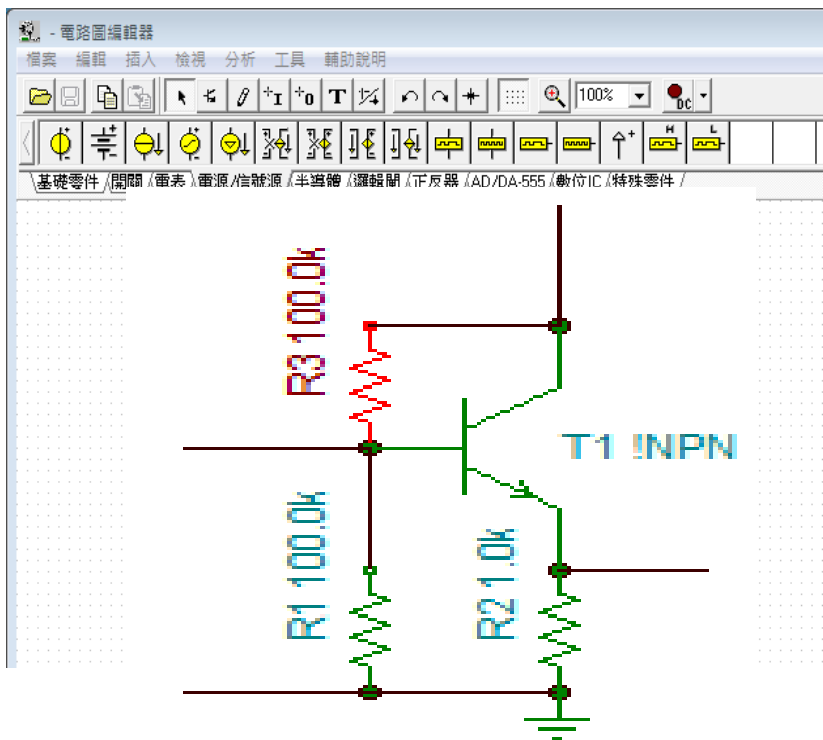 - 電路圖編輯器
檔案 編輯 插入 檢視 分析 工具 輔助說明
I 0 T 100% DC
H L
基礎零件 開關 電表 電源/信號源 半導體 邏輯閘 正反器 AD/DA-555 數位IC 特殊零件
R3 100.0k
T1 !NPN
R1 100.0k
R2 1.0k